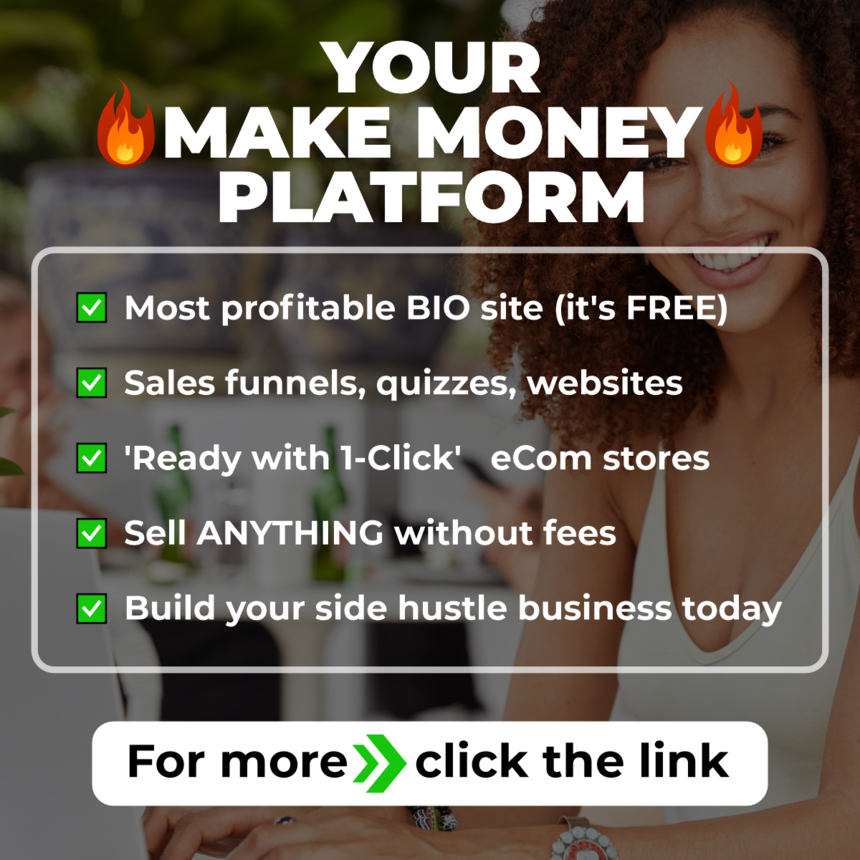 YOUR
🔥MAKE MONEY🔥
PLATFORM
✅ Most profitable BIO site (it's FREE)
✅ Sales funnels, quizzes, websites
✅ 'Ready with 1-Click' eCom stores
✅ Sell ANYTHING without fees
✅ Build your side hustle business today
For more click the link